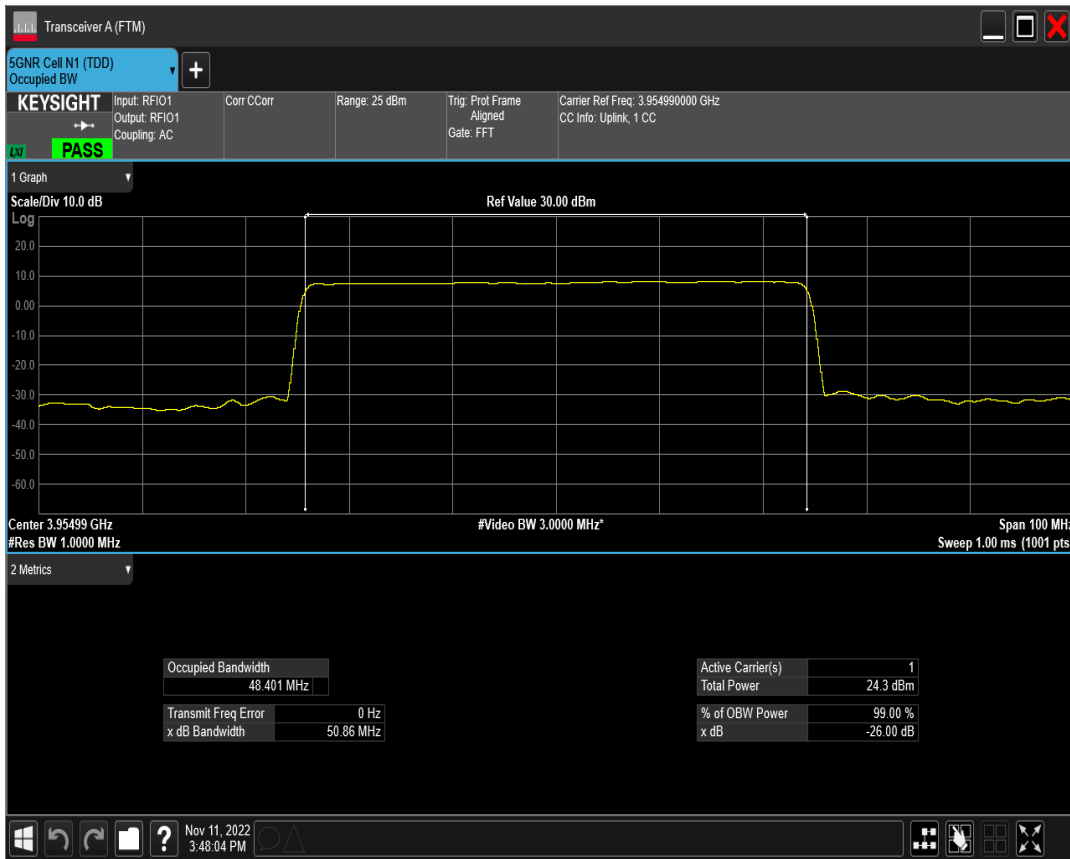 Transceiver A (FTM)
5GNR Cell N1 (TDD)
Occupied BW
+
KEYSIGHT
LXI
PASS
Input: RFIO1
Output: RFIO1
Coupling: AC
Corr CCorr
Range: 25 dBm
Trig: Prot Frame
Aligned
Gate: FFT
Carrier Ref Freq: 3.954990000 GHz
CC Info: Uplink, 1 CC
1 Graph
Scale/Div 10.0 dB
Ref Value 30.00 dBm
Log
20.0
10.0
0.00
-10.0
-20.0
-30.0
-40.0
-50.0
-60.0
Center 3.95499 GHz
#Video BW 3.0000 MHz*
Span 100 MHz
#Res BW 1.0000 MHz
Sweep 1.00 ms (1001 pts
2 Metrics
Occupied Bandwidth
48.401 MHz
Transmit Freq Error 0 Hz
x dB Bandwidth 50.86 MHz
Active Carrier(s) 1
Total Power 24.3 dBm
% of OBW Power 99.00 %
x dB -26.00 dB
?
Nov 11, 2022
3:48:04 PM